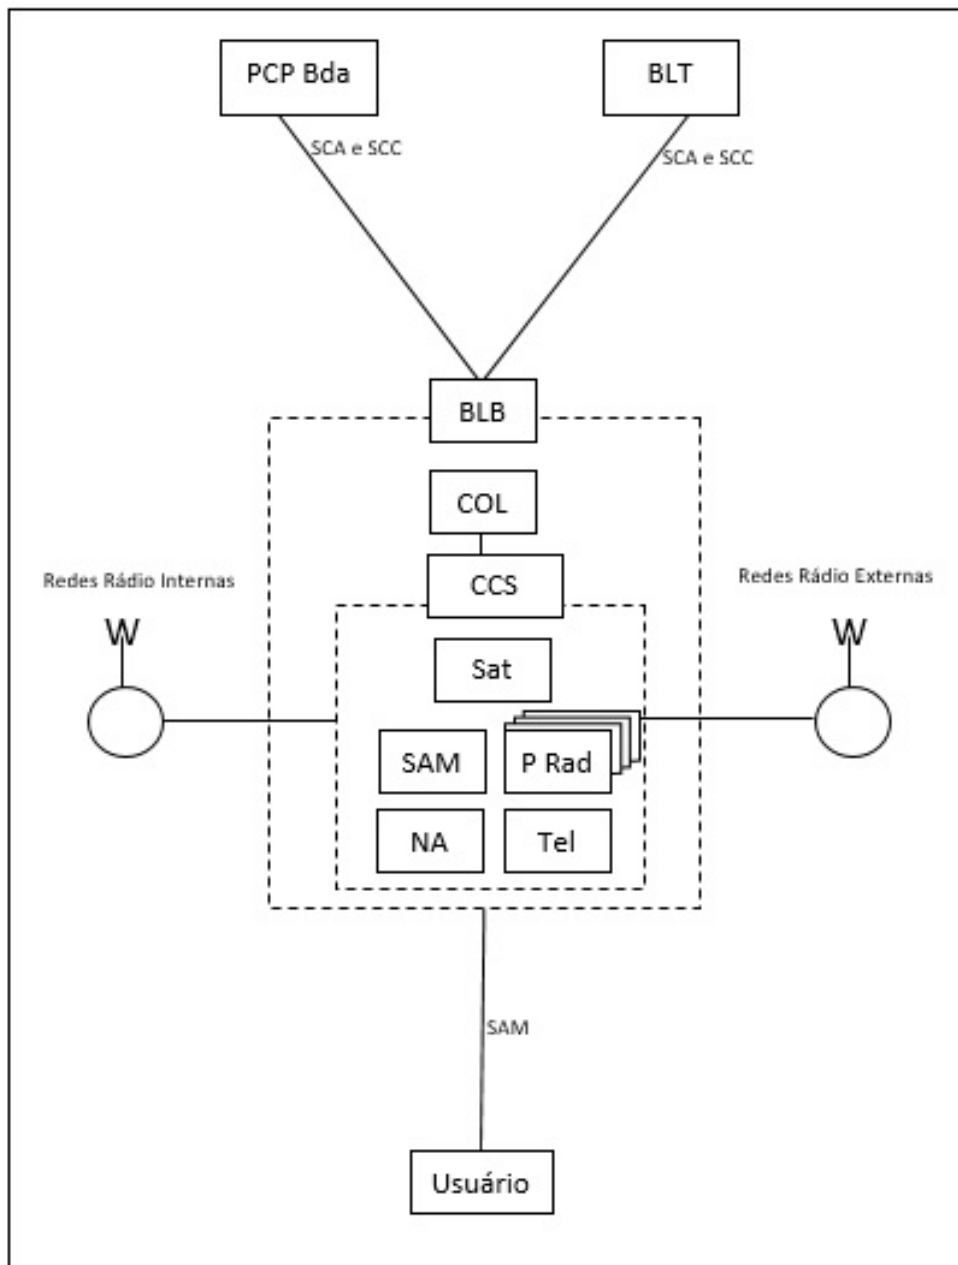 PCP Bda
BLT
SCA e SCC
SCA e SCC
BLB
COL
Redes Rádio Internas
CCS
Redes Rádio Externas
W
W
Sat
SAM
P Rad
NA
Tel
SAM
Usuário